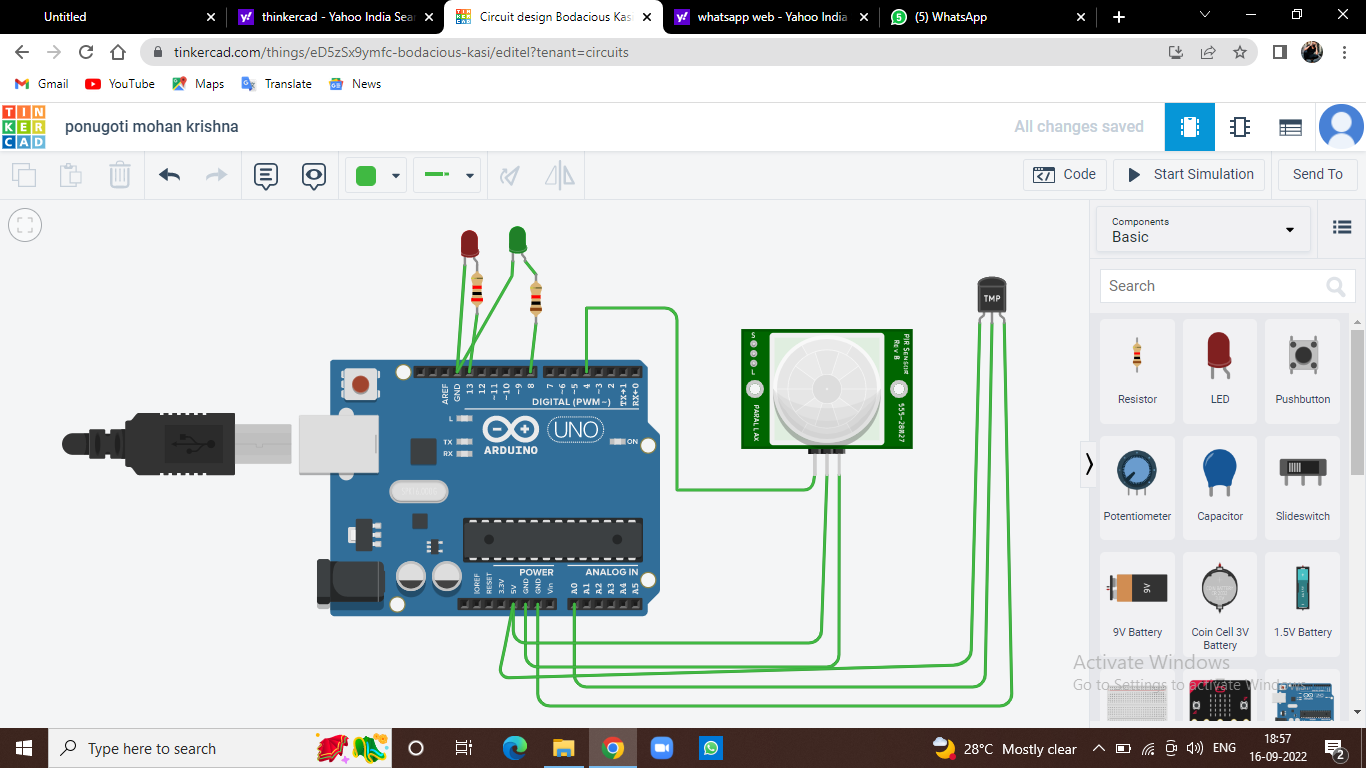 Untitled
thinkercad - Yahoo India Sea
Circuit design Bodacious Kas
whatsapp web - Yahoo India
(5) WhatsApp
tinkercad.com/things/eD5zSx9ymfc-bodacious-kasi/editel?tenant=circuits
Gmail YouTube Maps Translate News
TIN
KER
CAD
ponugoti mohan krishna
All changes saved
Code
Start Simulation
Send To
Components
Basic
Search
Resistor LED Pushbutton
Potentiometer Capacitor Slideswitch
9V
9V Battery
Coin Cell 3V
Battery
1.5V Battery
TMP
PIR Sensor
Rev B
S
L
PARALLAX
555-28027
AREF
GND
13
12
~11
~10
~9
8
7
~6
~5
4
~3
2
TX→1
RX←0
DIGITAL (PWM~)
L
TX
RX
ARDUINO
UNO
ON
POWER
ANALOG IN
IOREF
RESET
3.3V
5V
GND
GND
Vin
A0
A1
A2
A3
A4
A5
Activate Windows
Go to Settings to activate Windows.
Type here to search
28°C Mostly clear
ENG
18:57
16-09-2022
2